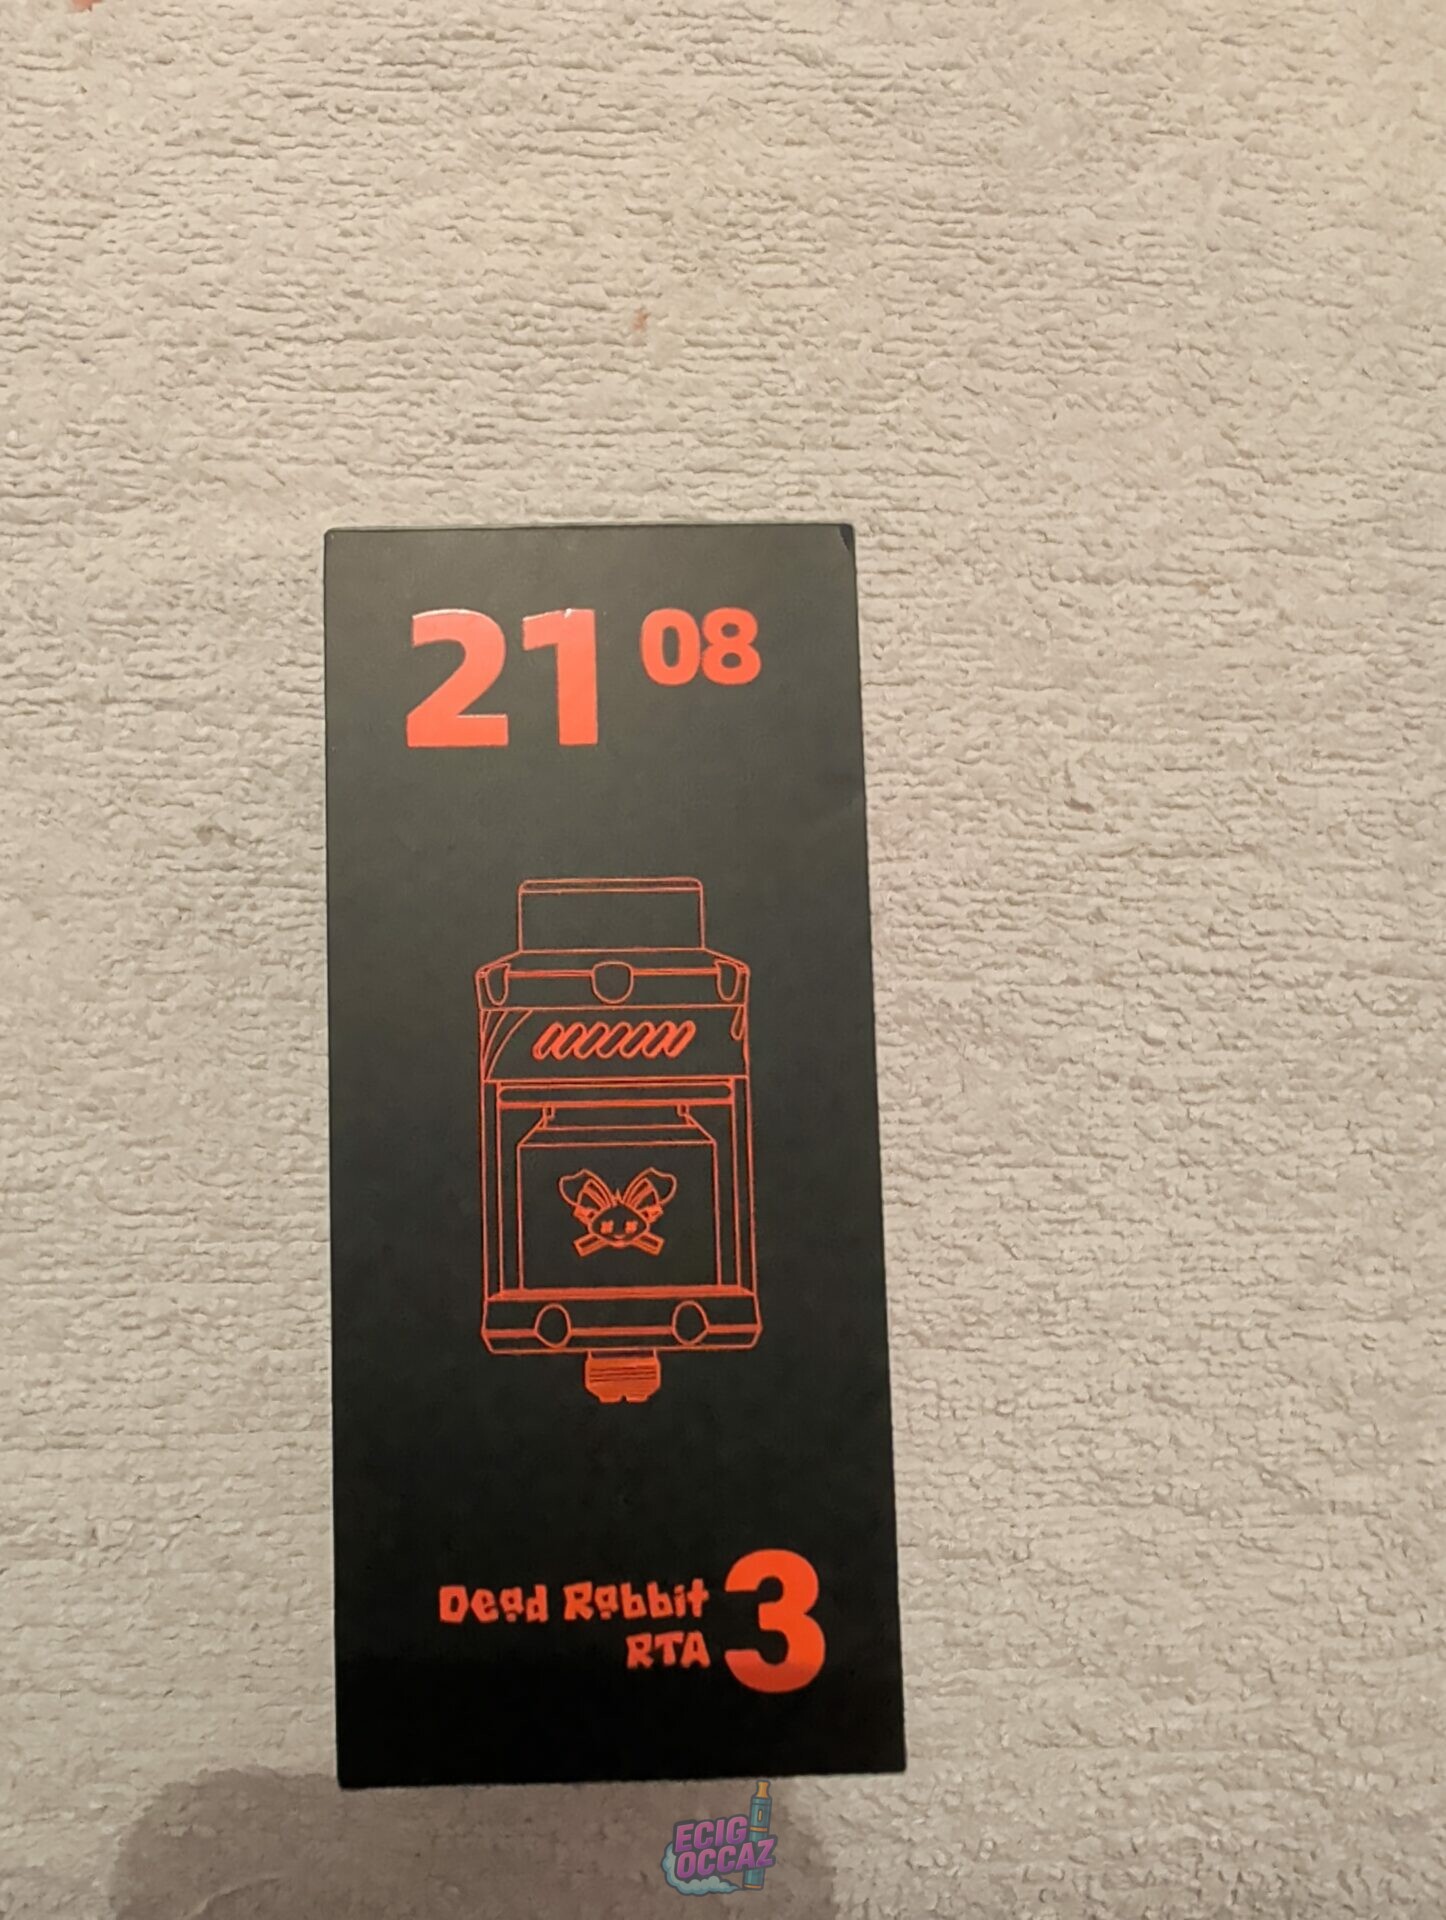 21 08
Dead Rabbit
RTA 3
ECIG
OCCAZ